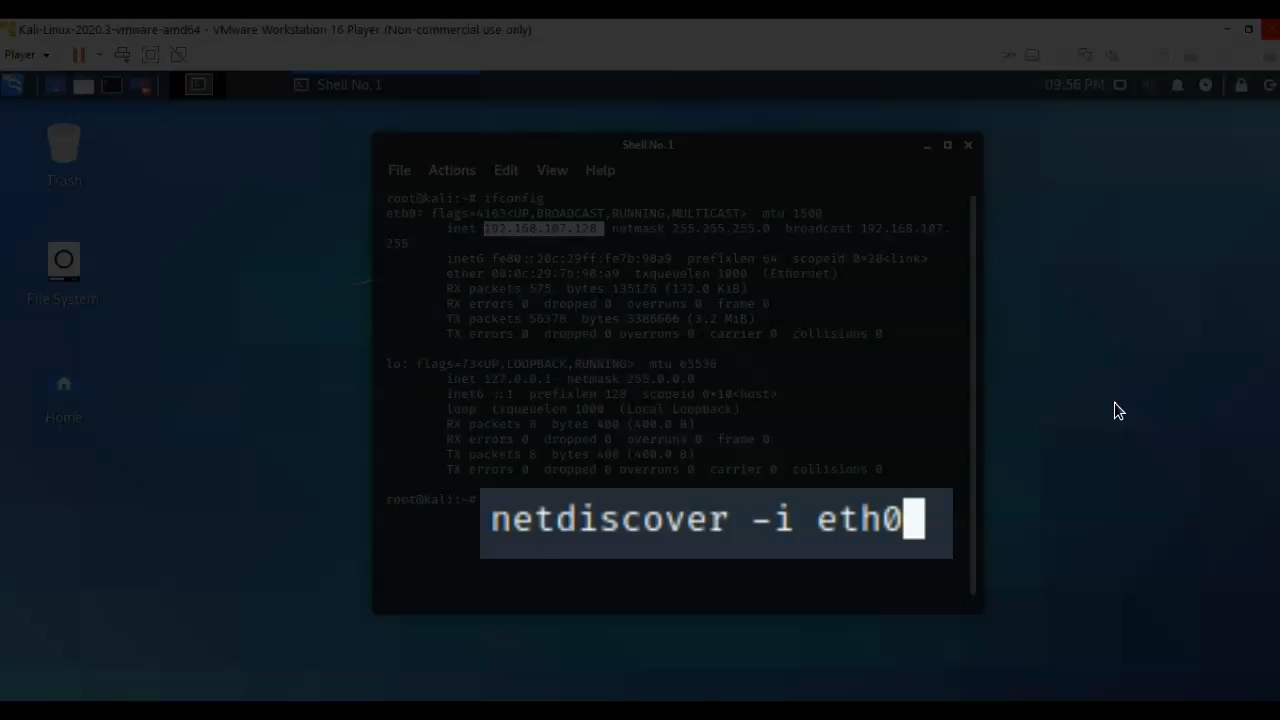 Kali-Linux-2020.3-vmware-amd64 - VMware Workstation 16 Player (Non-commercial use only)
Player
Shell No. 1
09:56 PM
Trash
File System
Home
Shell No. 1
File Actions Edit View Help
root@kali:~# ifconfig
eth0: flags=4163<UP,BROADCAST,RUNNING,MULTICAST> mtu 1500
inet 192.168.107.128 netmask 255.255.255.0 broadcast 192.168.107.
255
inet6 fe80::20c:29ff:fe7b:98a9 prefixlen 64 scopeid 0×20<link>
ether 00:0c:29:7b:98:a9 txqueuelen 1000 (Ethernet)
RX packets 575 bytes 135176 (132.0 KiB)
RX errors 0 dropped 0 overruns 0 frame 0
TX packets 56378 bytes 3386666 (3.2 MiB)
TX errors 0 dropped 0 overruns 0 carrier 0 collisions 0
lo: flags=73<UP,LOOPBACK,RUNNING> mtu 65536
inet 127.0.0.1 netmask 255.0.0.0
inet6 ::1 prefixlen 128 scopeid 0×10<host>
loop txqueuelen 1000 (Local Loopback)
RX packets 8 bytes 400 (400.0 B)
RX errors 0 dropped 0 overruns 0 frame 0
TX packets 8 bytes 400 (400.0 B)
TX errors 0 dropped 0 overruns 0 carrier 0 collisions 0
root@kali:~# netdiscover -i eth0